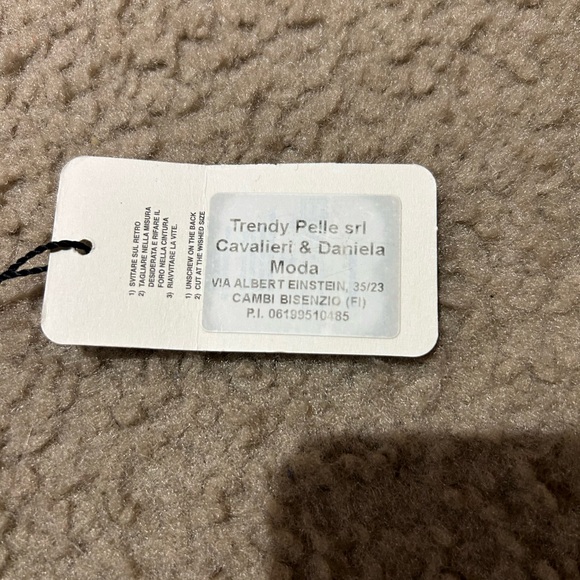 1) SVITARE SUL RETRO
2) TAGLIARE NELLA MISURA
DESIDERATA E RIFARE IL
FORO NELLA CINTURA
3) RIAVVITARE LA VITE.
1) UNSCREW ON THE BACK
2) CUT AT THE WISHED SIZE
Trendy Pelle srl
Cavalieri & Daniela
Moda
VIA ALBERT EINSTEIN, 35/23
CAMBI BISENZIO (FI)
P.I. 06199510485